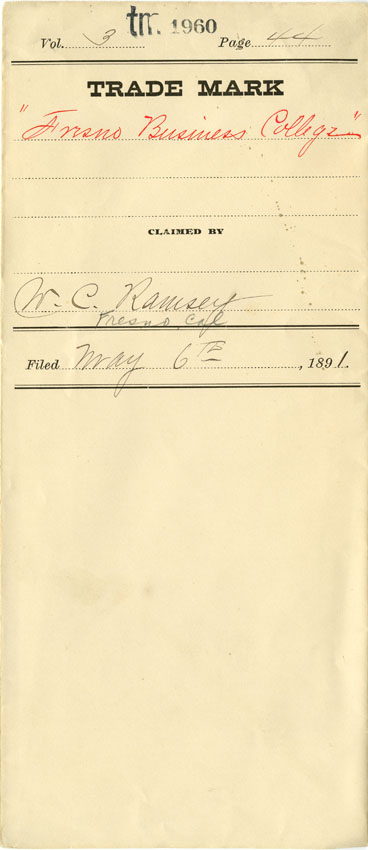 tm. 1960
Vol. 3 Page 44
TRADE MARK
"Fresno Business College"
CLAIMED BY
W. C. Ramsey
Fresno, Cal
Filed May 6TH, 1891.